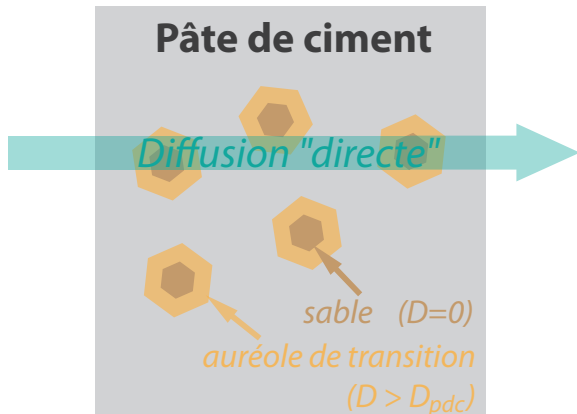 Pâte de ciment
Diffusion "directe"
sable (D=0)
auréole de transition
(D > Dpdc)